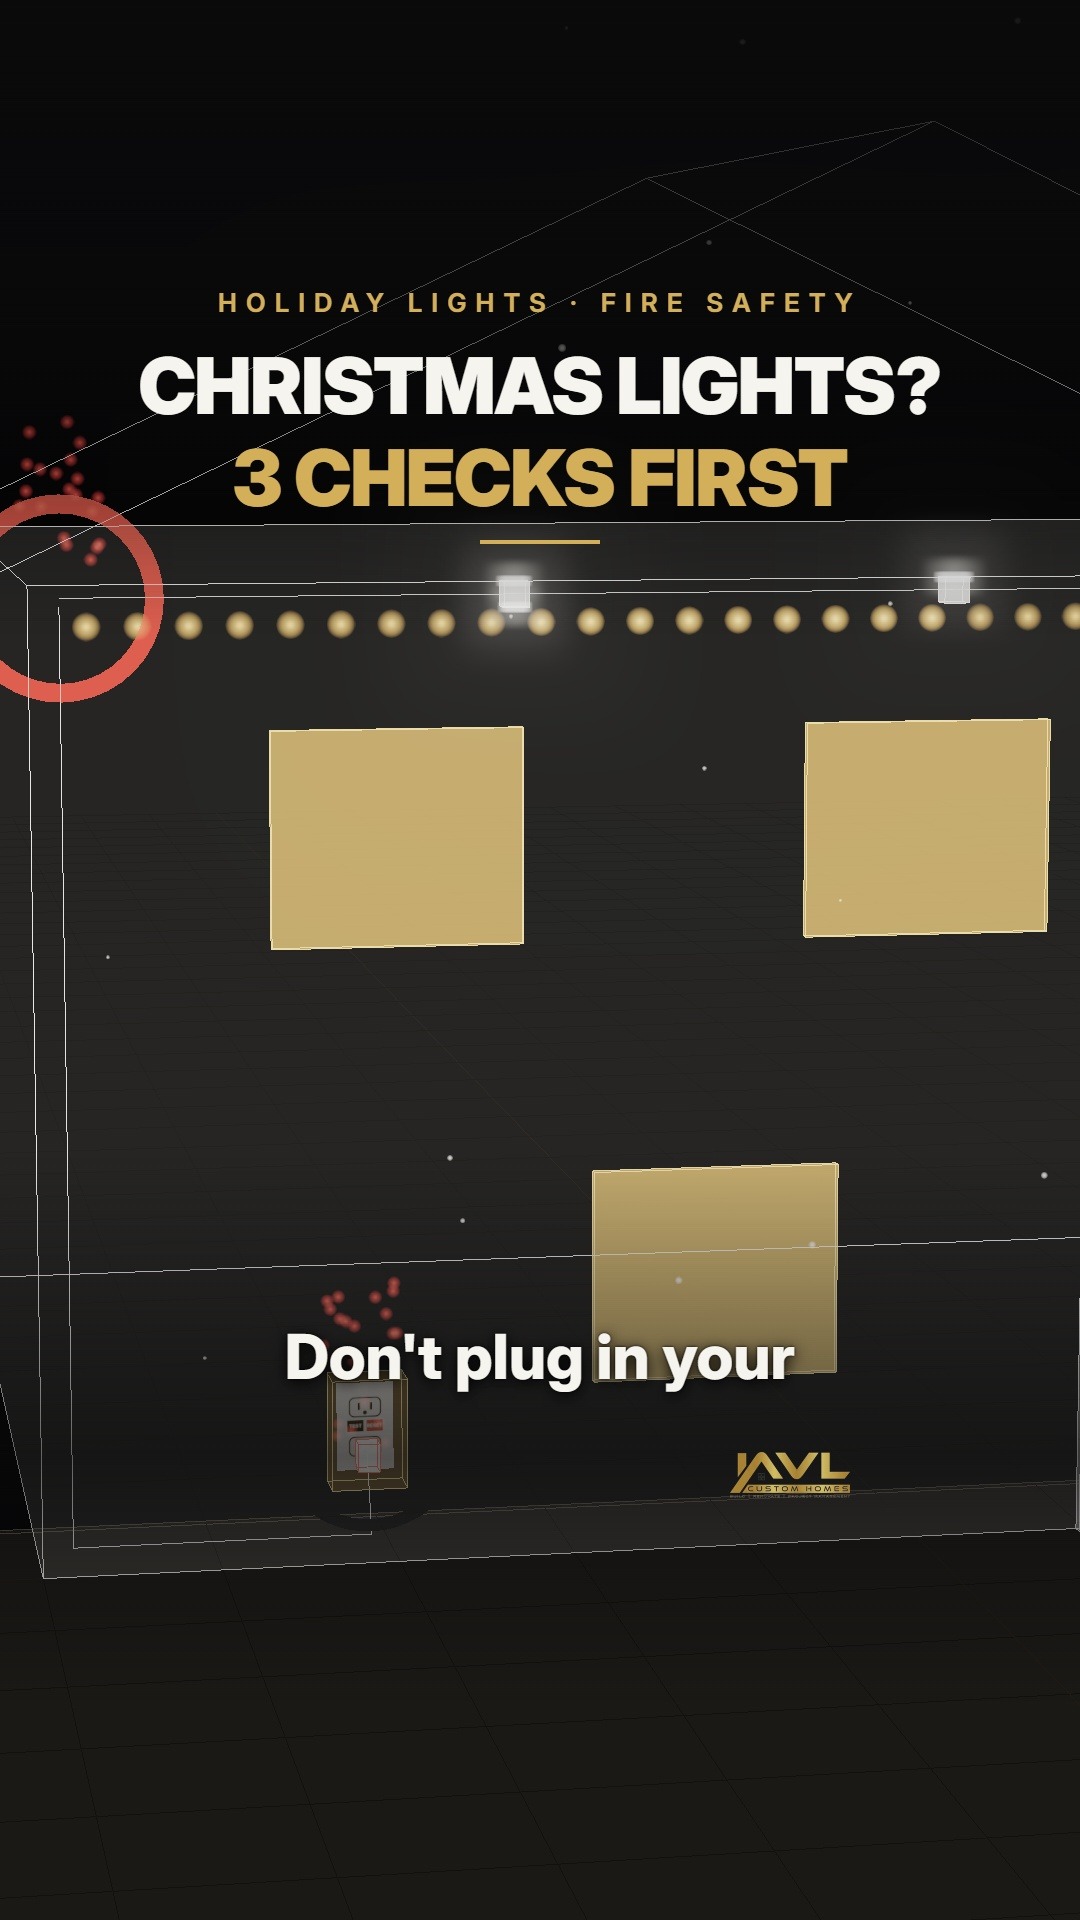 HOLIDAY LIGHTS · FIRE SAFETY
CHRISTMAS LIGHTS?
3 CHECKS FIRST
Don't plug in your
AVL
CUSTOM HOMES